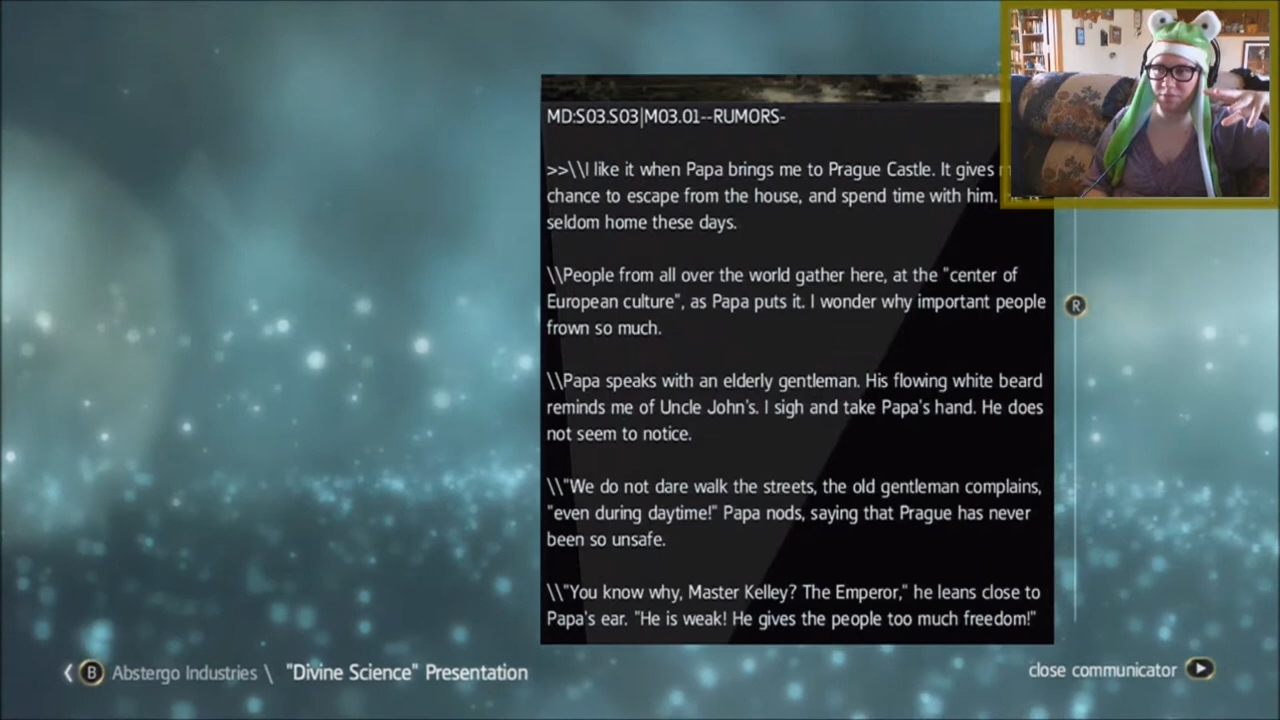 MD:S03.S03|M03.01--RUMORS-
>>\\I like it when Papa brings me to Prague Castle. It gives
chance to escape from the house, and spend time with him.
seldom home these days.
\\People from all over the world gather here, at the "center of
European culture", as Papa puts it. I wonder why important people
frown so much.
R
\\Papa speaks with an elderly gentleman. His flowing white beard
reminds me of Uncle John's. I sigh and take Papa's hand. He does
not seem to notice.
\\"We do not dare walk the streets, the old gentleman complains,
"even during daytime!" Papa nods, saying that Prague has never
been so unsafe.
\\"You know why, Master Kelley? The Emperor," he leans close to
Papa's ear. "He is weak! He gives the people too much freedom!"
B Abstergo Industries \ "Divine Science" Presentation
close communicator